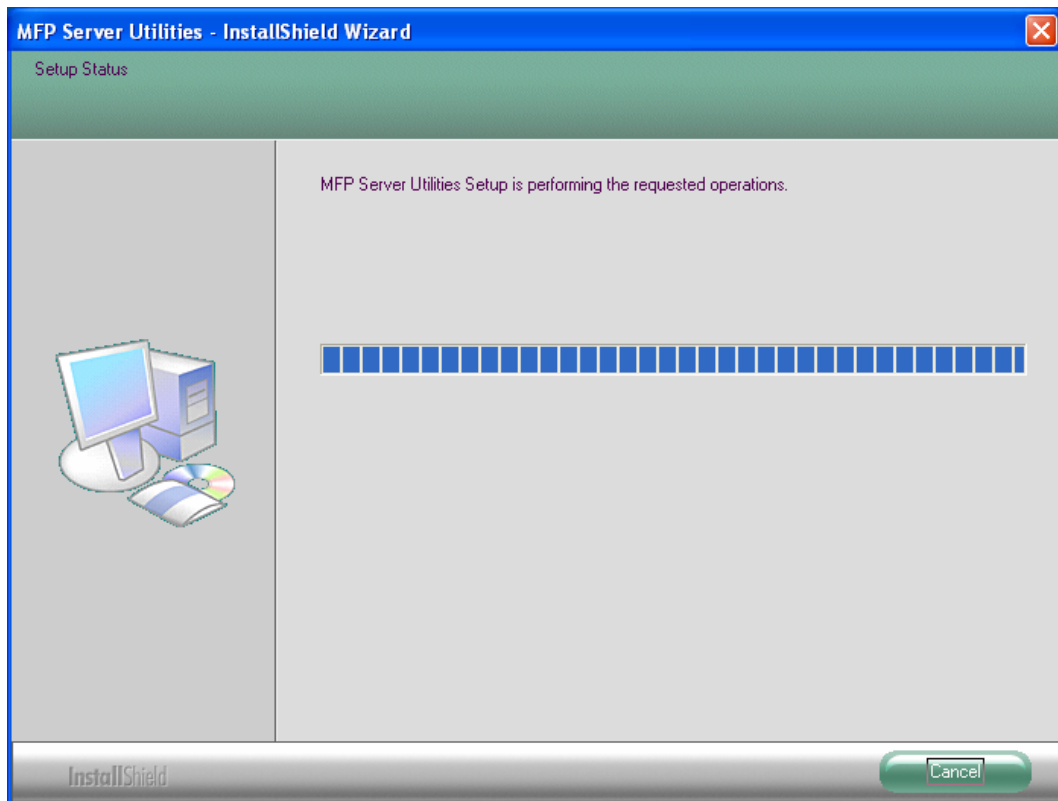 MFP Server Utilities - InstallShield Wizard
Setup Status
MFP Server Utilities Setup is performing the requested operations.
InstallShield
Cancel